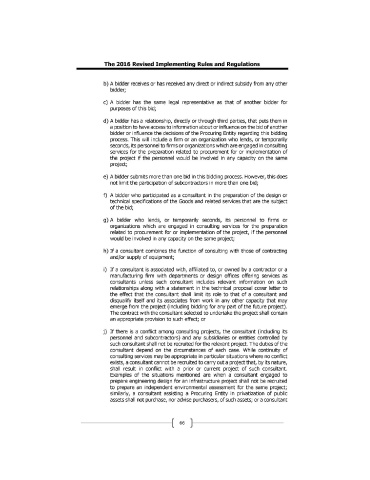 The 2016 Revised Implementing Rules and Regulations
b) A bidder receives or has received any direct or indirect subsidy from any other
bidder;
c) A bidder has the same legal representative as that of another bidder for
purposes of this bid;
d) A bidder has a relationship, directly or through third parties, that puts them in
a position to have access to information about or influence on the bid of another
bidder or influence the decisions of the Procuring Entity regarding this bidding
process. This will include a firm or an organization who lends, or temporarily
seconds, its personnel to firms or organizations which are engaged in consulting
services for the preparation related to procurement for or implementation of
the project if the personnel would be involved in any capacity on the same
project;
e) A bidder submits more than one bid in this bidding process. However, this does
not limit the participation of subcontractors in more than one bid;
f) A bidder who participated as a consultant in the preparation of the design or
technical specifications of the Goods and related services that are the subject
of the bid;
g) A bidder who lends, or temporarily seconds, its personnel to firms or
organizations which are engaged in consulting services for the preparation
related to procurement for or implementation of the project, if the personnel
would be involved in any capacity on the same project;
h) If a consultant combines the function of consulting with those of contracting
and/or supply of equipment;
i) If a consultant is associated with, affiliated to, or owned by a contractor or a
manufacturing firm with departments or design offices offering services as
consultants unless such consultant includes relevant information on such
relationships along with a statement in the technical proposal cover letter to
the effect that the consultant shall limit its role to that of a consultant and
disqualify itself and its associates from work in any other capacity that may
emerge from the project (including bidding for any part of the future project).
The contract with the consultant selected to undertake the project shall contain
an appropriate provision to such effect; or
j) If there is a conflict among consulting projects, the consultant (including its
personnel and subcontractors) and any subsidiaries or entities controlled by
such consultant shall not be recruited for the relevant project. The duties of the
consultant depend on the circumstances of each case. While continuity of
consulting services may be appropriate in particular situations where no conflict
exists, a consultant cannot be recruited to carry out a project that, by its nature,
shall result in conflict with a prior or current project of such consultant.
Examples of the situations mentioned are when a consultant engaged to
prepare engineering design for an infrastructure project shall not be recruited
to prepare an independent environmental assessment for the same project;
similarly, a consultant assisting a Procuring Entity in privatization of public
assets shall not purchase, nor advise purchasers, of such assets; or a consultant